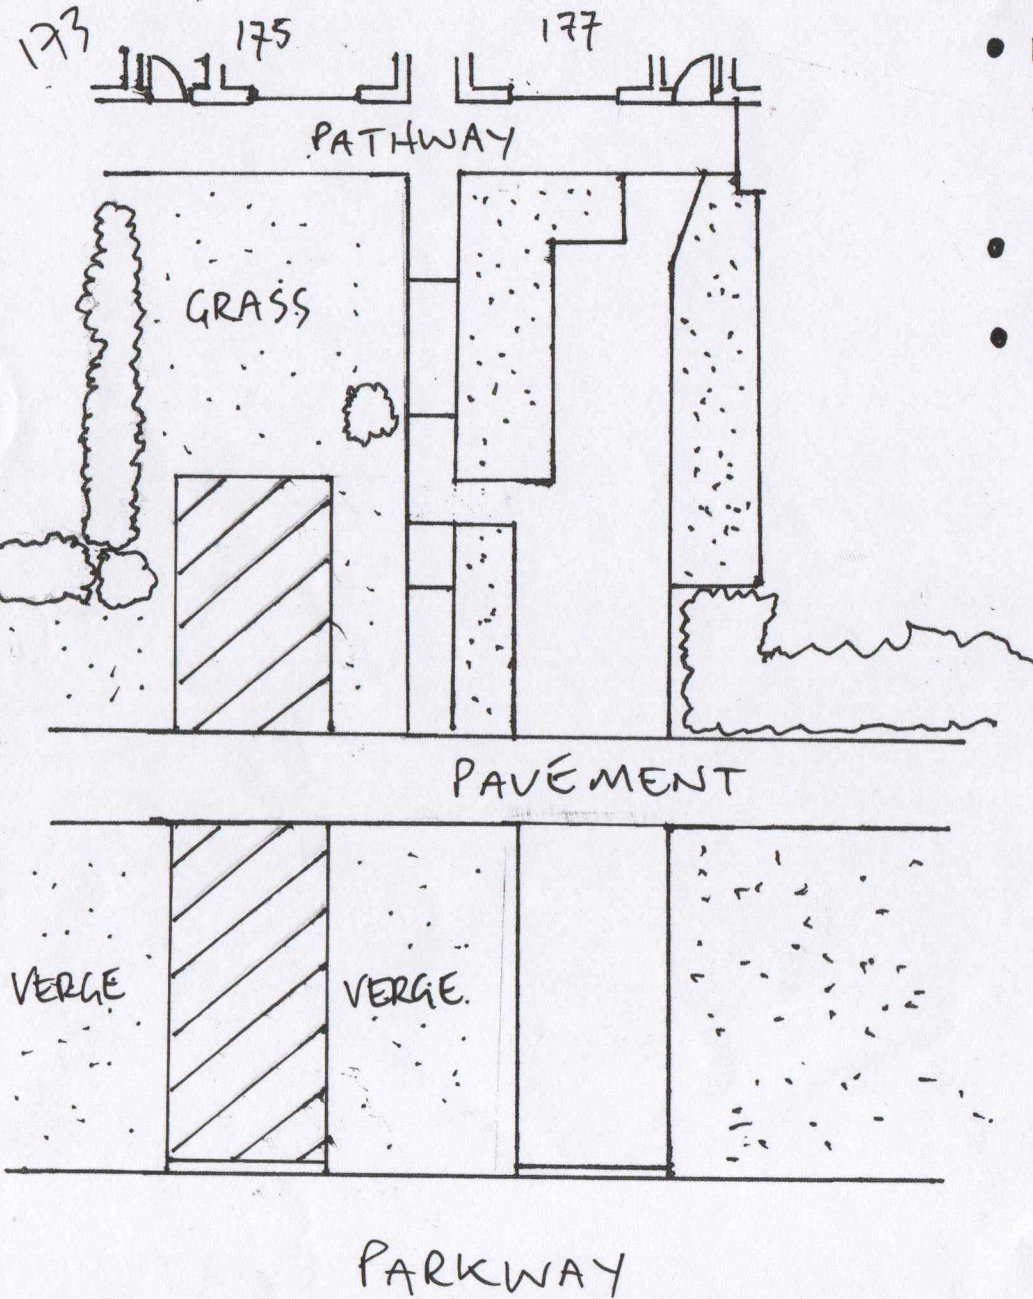 173 175 177
PATHWAY
GRASS
PAVEMENT
VERGE VERGE.
PARKWAY